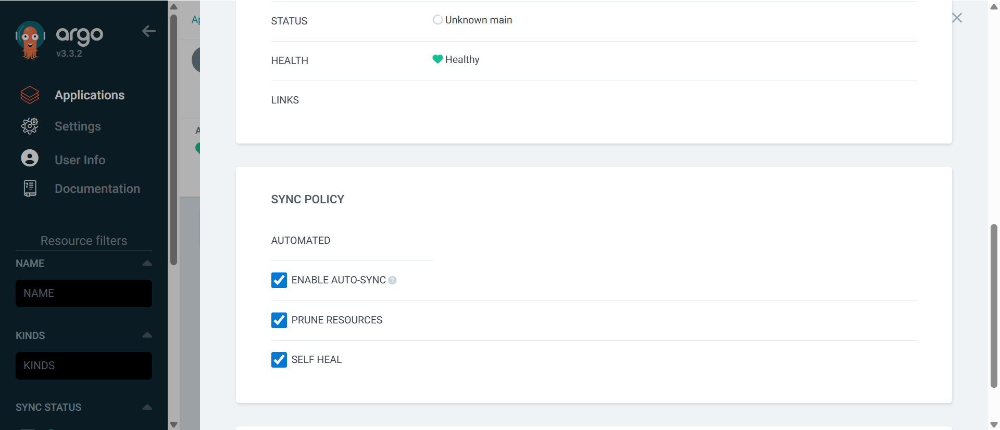 argo
v3.3.2
Applications
Settings
User Info
Documentation
Resource filters
NAME
NAME
KINDS
KINDS
SYNC STATUS
Ap
A
STATUS
Unknown main
HEALTH
Healthy
LINKS
SYNC POLICY
AUTOMATED
ENABLE AUTO-SYNC ?
PRUNE RESOURCES
SELF HEAL